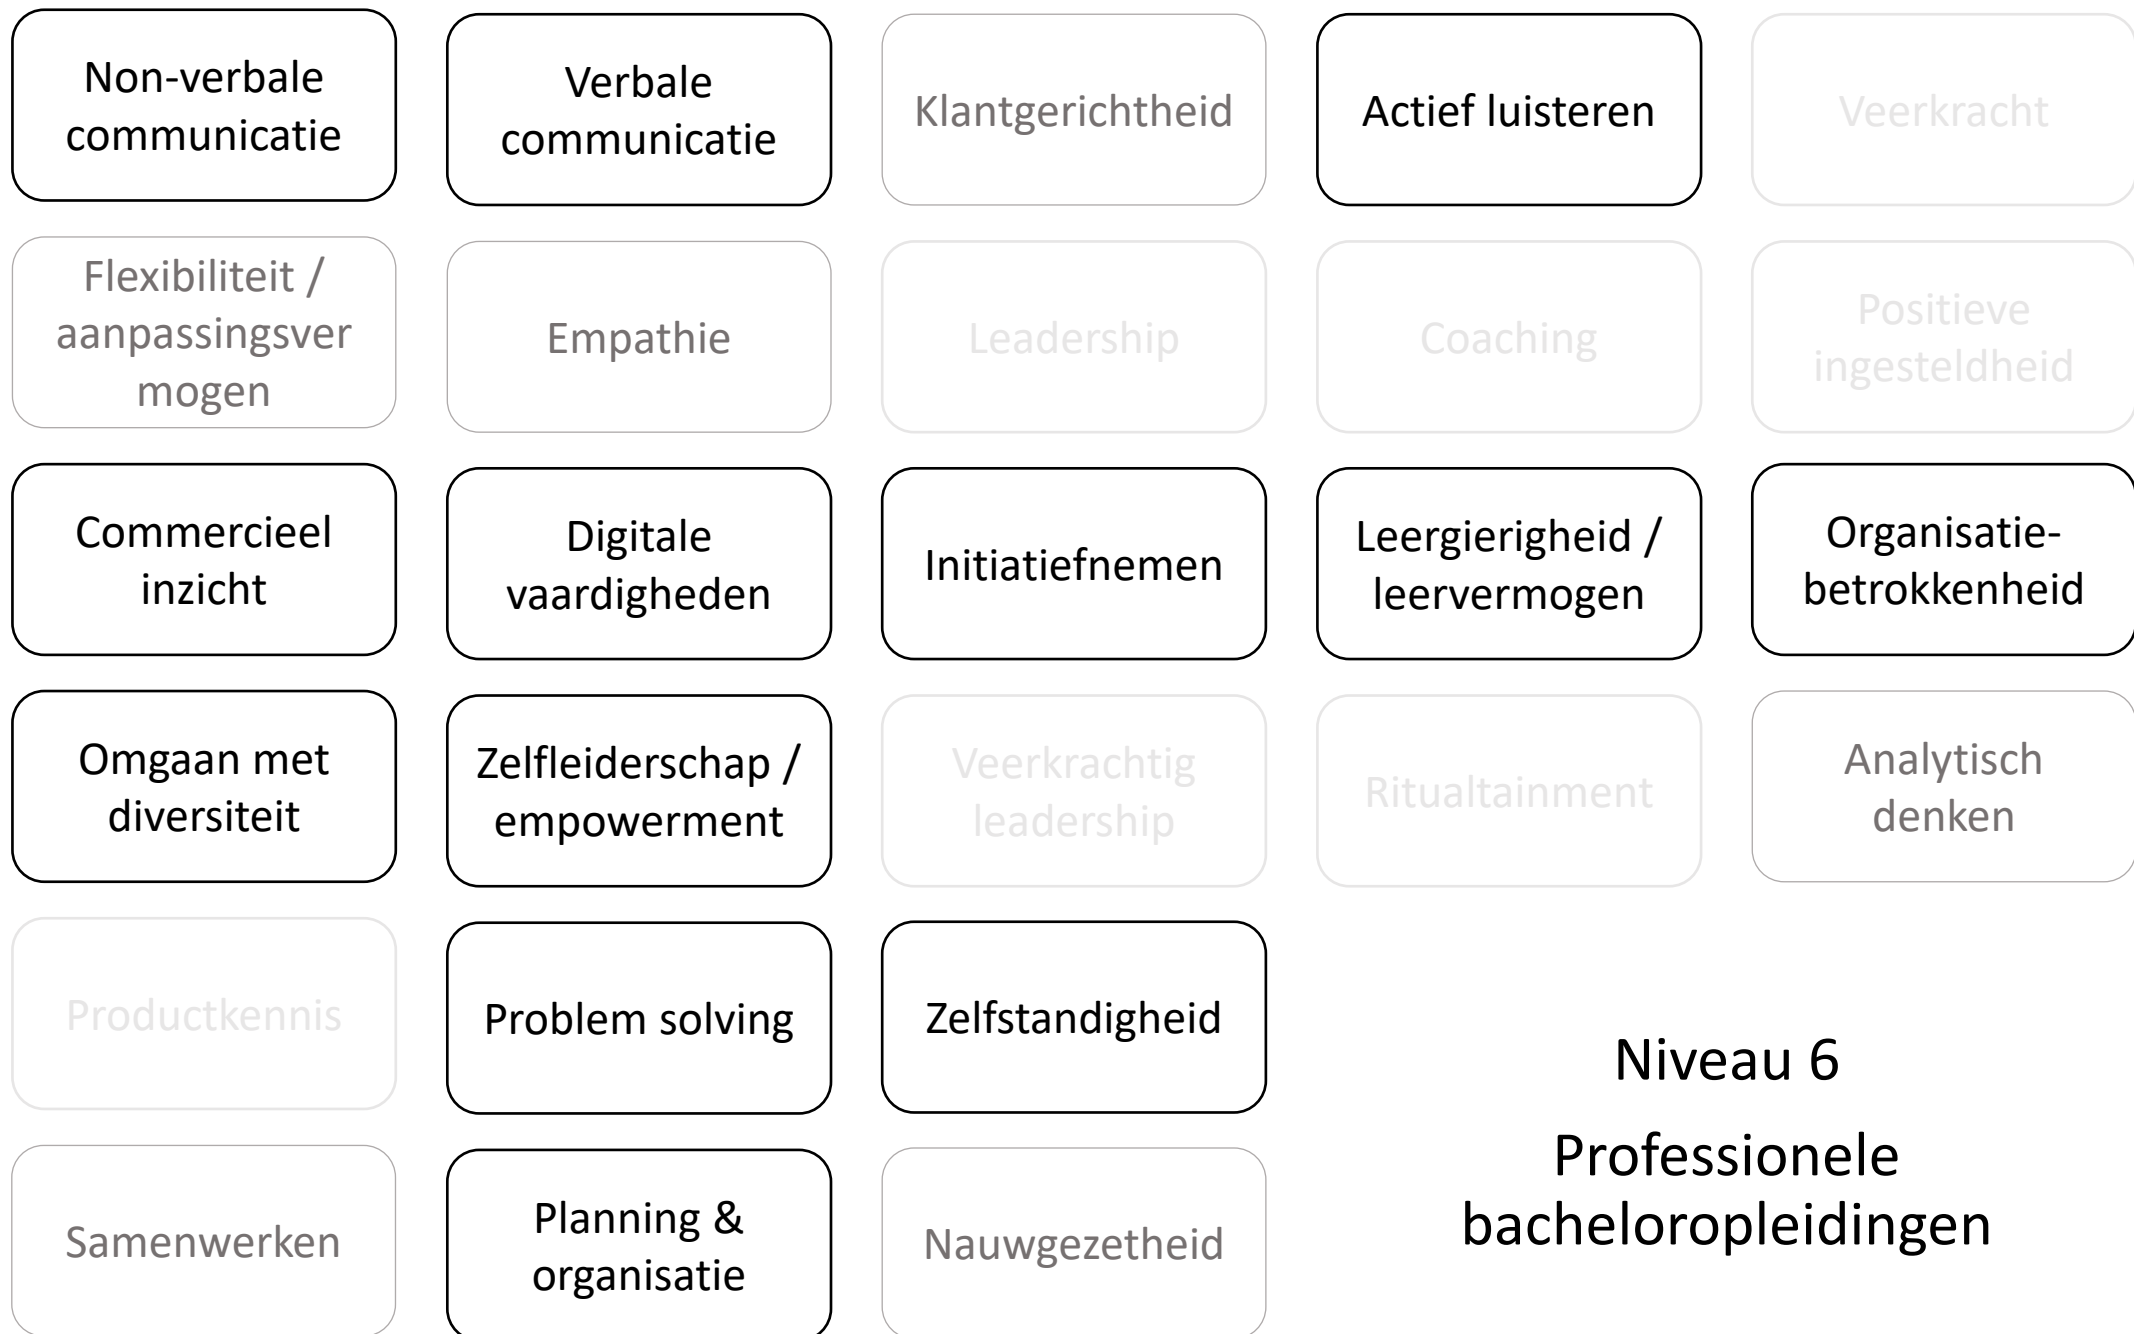 Non-verbale
communicatie
Verbale
communicatie
Klantgerichtheid
Actief luisteren
Veerkracht
Flexibiliteit /
aanpassingsver
mogen
Empathie
Leadership
Coaching
Positieve
ingesteldheid
Commercieel
inzicht
Digitale
vaardigheden
Initiatiefnemen
Leergierigheid /
leervermogen
Organisatie-
betrokkenheid
Omgaan met
diversiteit
Zelfleiderschap /
empowerment
Veerkrachtig
leadership
Ritualtainment
Analytisch
denken
Productkennis
Problem solving
Zelfstandigheid
Samenwerken
Planning &
organisatie
Nauwgezetheid
Niveau 6
Professionele
bacheloropleidingen